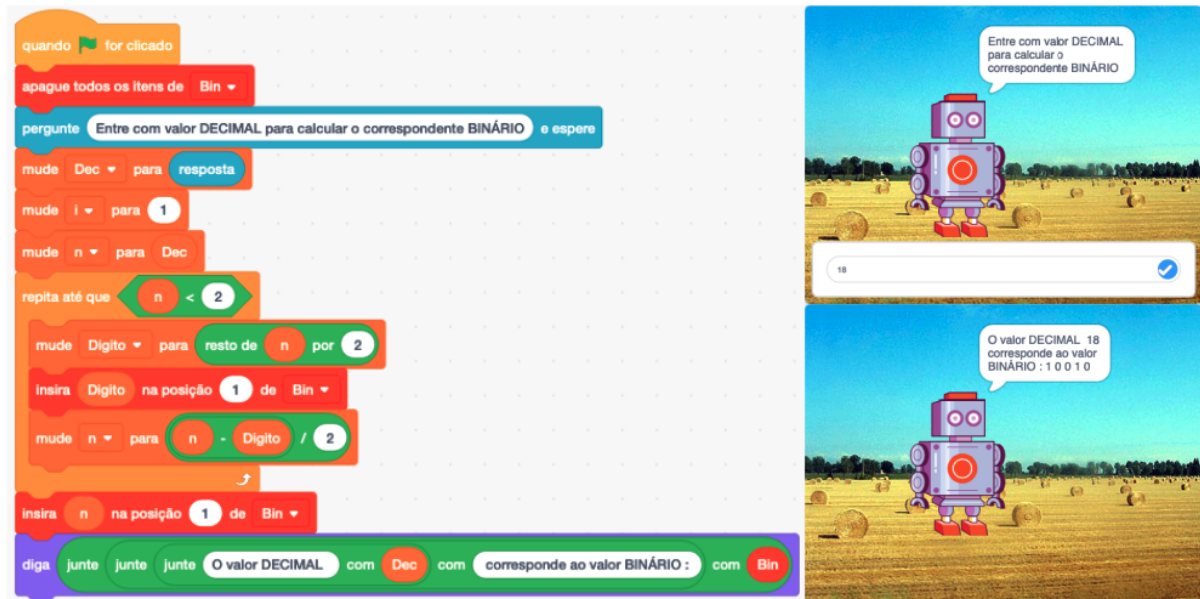 quando for clicado
apague todos os itens de Bin
pergunte Entre com valor DECIMAL para calcular o correspondente BINÁRIO e espere
mude Dec para resposta
mude i para 1
mude n para Dec
repita até que n < 2
mude Digito para resto de n por 2
insira Digito na posição 1 de Bin
mude n para n - Digito / 2
insira n na posição 1 de Bin
diga junte junte junte O valor DECIMAL com Dec com corresponde ao valor BINÁRIO : com Bin
Entre com valor DECIMAL
para calcular o
correspondente BINÁRIO
18
O valor DECIMAL 18
corresponde ao valor
BINÁRIO : 1 0 0 1 0